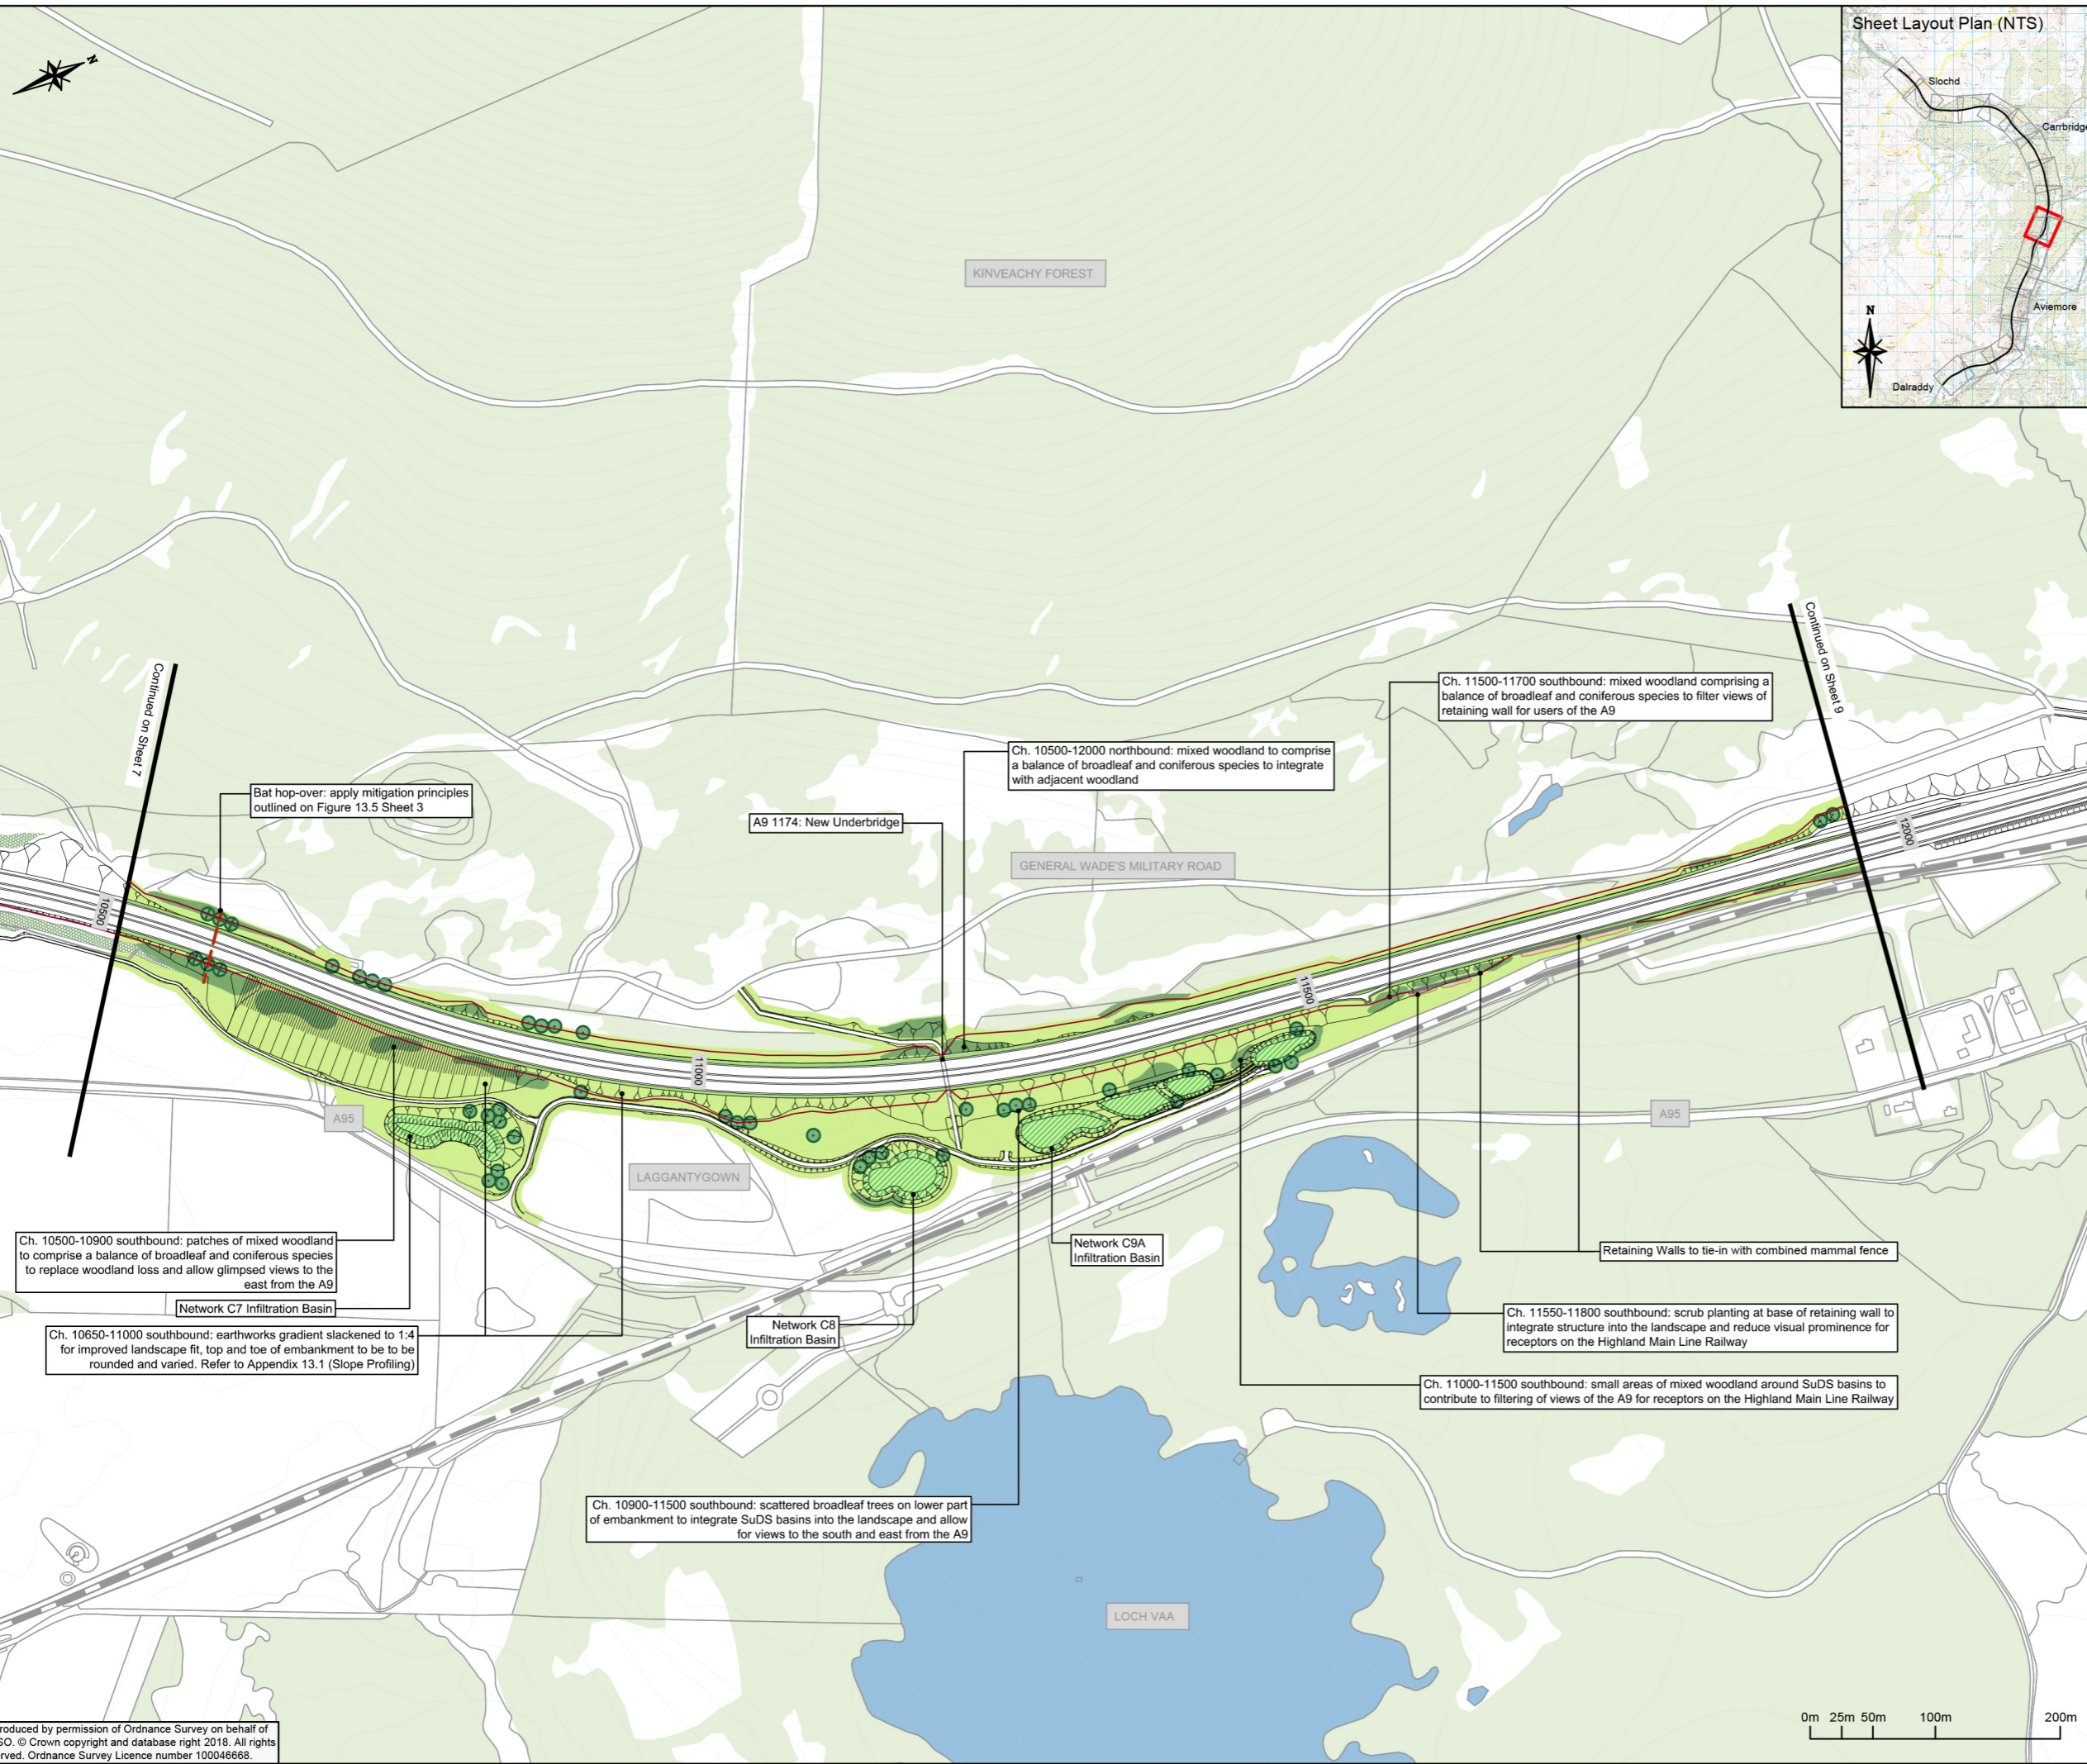 Sheet Layout Plan (NTS)
Slochd
Carrbridge
Aviemore
N
Dalraddy
N
KINVEACHY FOREST
Continued on Sheet 7
Continued on Sheet 9
Ch. 11500-11700 southbound: mixed woodland comprising a
balance of broadleaf and coniferous species to filter views of
retaining wall for users of the A9
Ch. 10500-12000 northbound: mixed woodland to comprise
a balance of broadleaf and coniferous species to integrate
with adjacent woodland
Bat hop-over: apply mitigation principles
outlined on Figure 13.5 Sheet 3
A9 1174: New Underbridge
GENERAL WADE'S MILITARY ROAD
10500
11000
11500
12000
A95
A95
LAGGANTYGOWN
Ch. 10500-10900 southbound: patches of mixed woodland
to comprise a balance of broadleaf and coniferous species
to replace woodland loss and allow glimpsed views to the
east from the A9
Network C7 Infiltration Basin
Ch. 10650-11000 southbound: earthworks gradient slackened to 1:4
for improved landscape fit, top and toe of embankment to be to be
rounded and varied. Refer to Appendix 13.1 (Slope Profiling)
Network C8
Infiltration Basin
Network C9A
Infiltration Basin
Retaining Walls to tie-in with combined mammal fence
Ch. 11550-11800 southbound: scrub planting at base of retaining wall to
integrate structure into the landscape and reduce visual prominence for
receptors on the Highland Main Line Railway
Ch. 11000-11500 southbound: small areas of mixed woodland around SuDS basins to
contribute to filtering of views of the A9 for receptors on the Highland Main Line Railway
Ch. 10900-11500 southbound: scattered broadleaf trees on lower part
of embankment to integrate SuDS basins into the landscape and allow
for views to the south and east from the A9
LOCH VAA
0m 25m 50m 100m 200m
roduced by permission of Ordnance Survey on behalf of
SO. © Crown copyright and database right 2018. All rights
rved. Ordnance Survey Licence number 100046668.